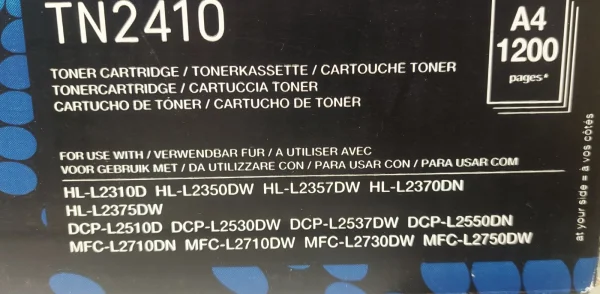 TN2410
A4
1200
pages*
TONER CARTRIDGE / TONERKASSETTE / CARTOUCHE TONER
TONERCARTRIDGE / CARTUCCIA TONER
CARTUCHO DE TÓNER / CARTUCHO DE TONER
FOR USE WITH / VERWENDBAR FÜR / A UTILISER AVEC
VOOR GEBRUIK MET / DA UTILIZZARE CON / PARA USAR CON / PARA USAR COM
HL-L2310D HL-L2350DW HL-L2357DW HL-L2370DN
HL-L2375DW
DCP-L2510D DCP-L2530DW DCP-L2537DW DCP-L2550DN
MFC-L2710DN MFC-L2710DW MFC-L2730DW MFC-L2750DW
at your side = à vos côtés